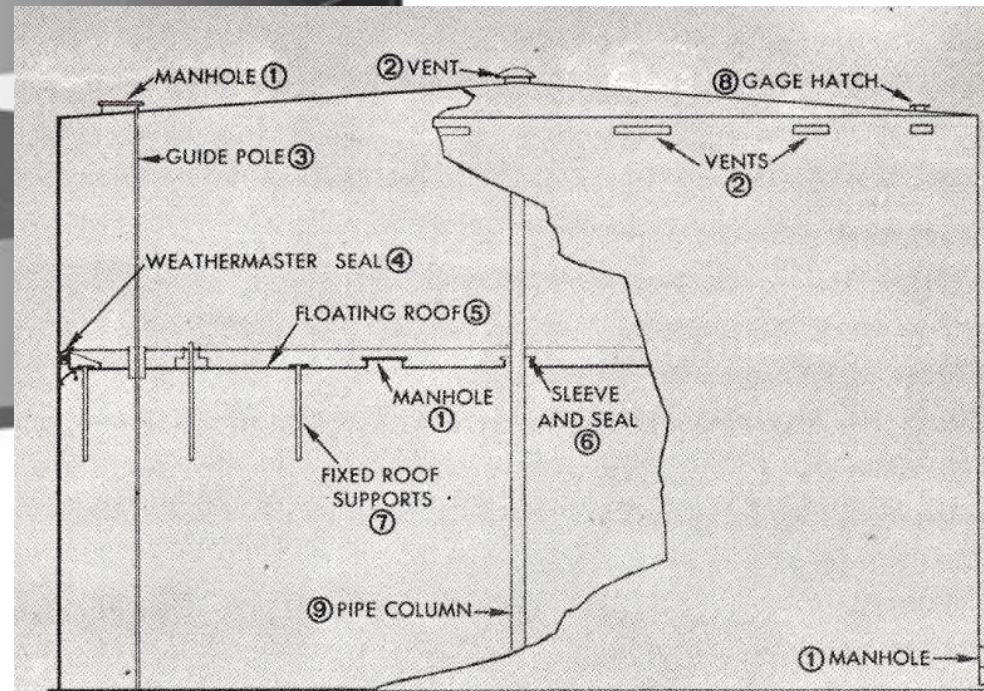 MANHOLE ①
② VENT
⑧ GAGE HATCH
GUIDE POLE ③
VENTS
②
WEATHERMASTER SEAL ④
FLOATING ROOF ⑤
MANHOLE
①
SLEEVE
AND SEAL
⑥
FIXED ROOF
SUPPORTS
⑦
⑨ PIPE COLUMN
① MANHOLE